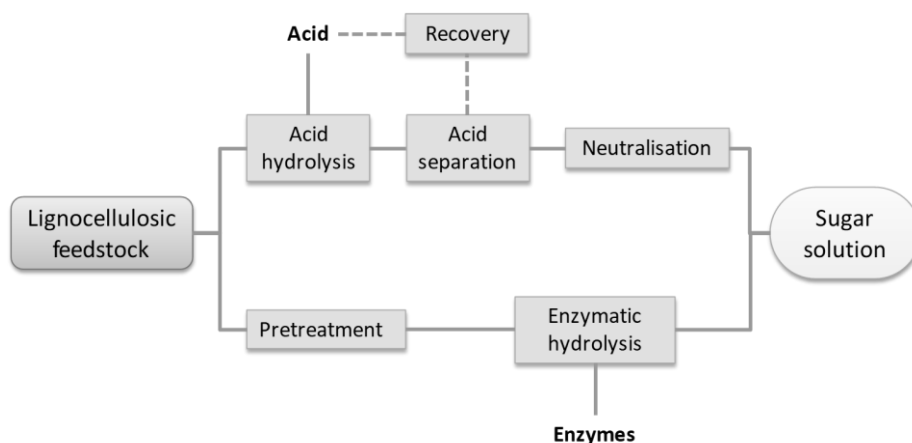 Acid
Recovery
Acid
hydrolysis
Acid
separation
Neutralisation
Lignocellulosic
feedstock
Sugar
solution
Pretreatment
Enzymatic
hydrolysis
Enzymes